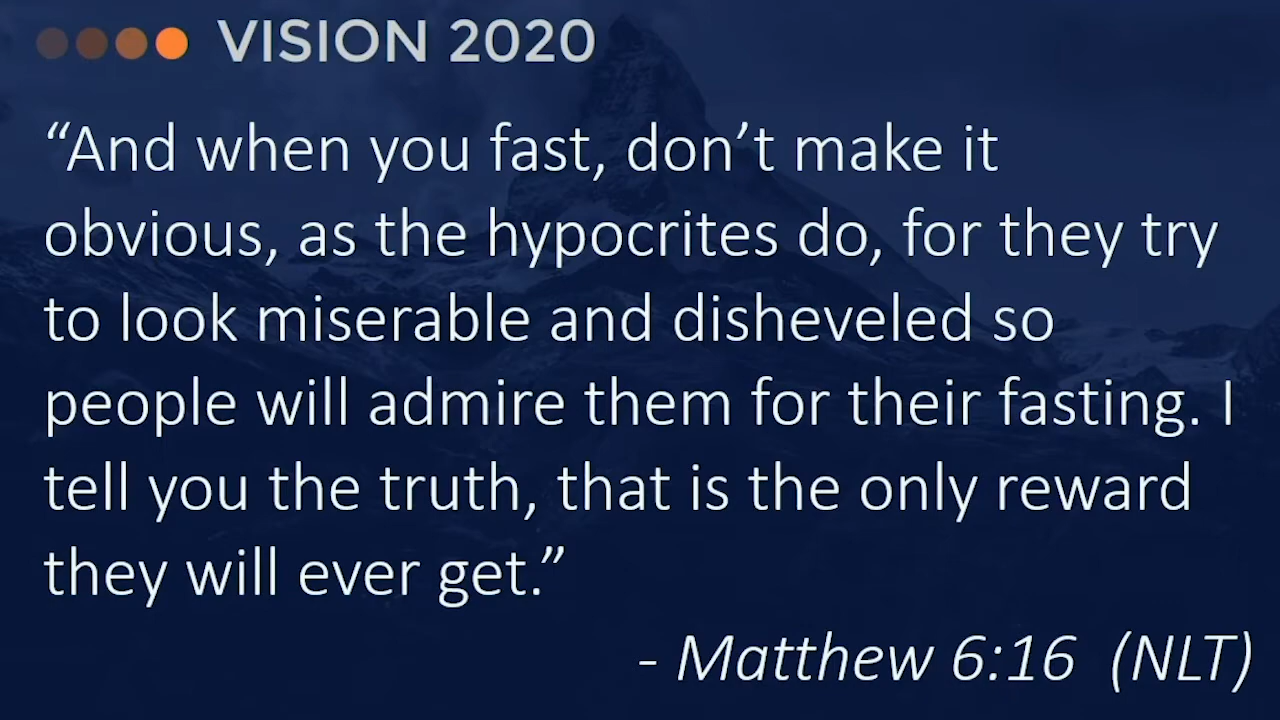 VISION 2020
“And when you fast, don’t make it
obvious, as the hypocrites do, for they try
to look miserable and disheveled so
people will admire them for their fasting. I
tell you the truth, that is the only reward
they will ever get.”
- Matthew 6:16  (NLT)